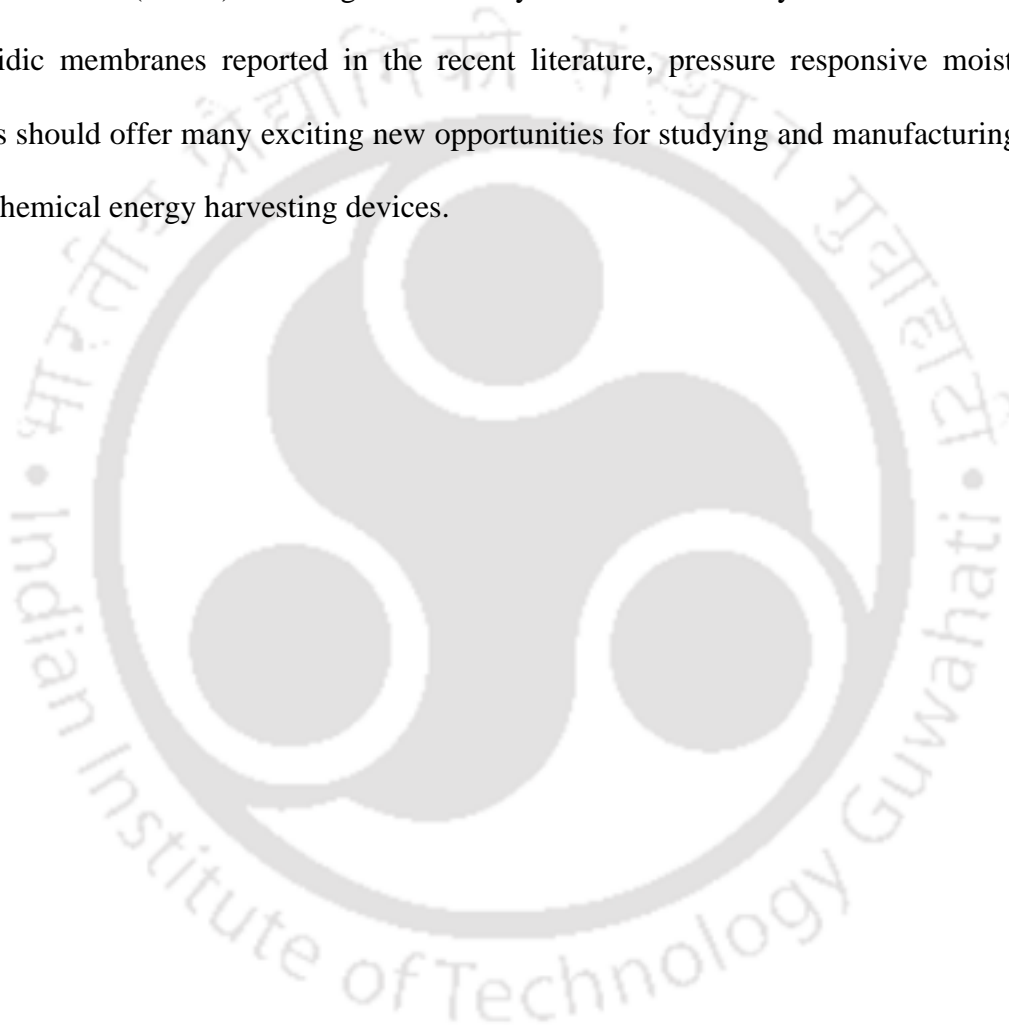 idic membranes reported in the recent literature, pressure responsive moist
s should offer many exciting new opportunities for studying and manufacturing
hemical energy harvesting devices.
भारतीय प्रौद्योगिकी संस्थान गुवाहाटी
Indian Institute of Technology Guwahati